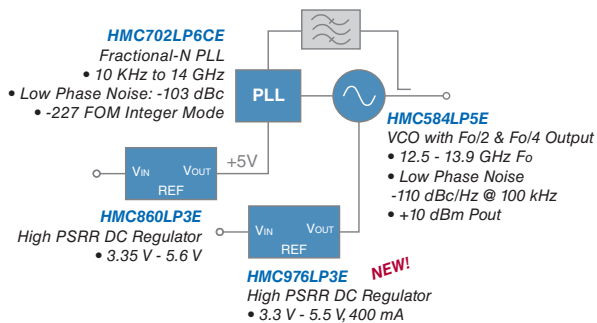 HMC702LP6CE
Fractional-N PLL
• 10 KHz to 14 GHz
• Low Phase Noise: -103 dBc
• -227 FOM Integer Mode
PLL
HMC584LP5E
VCO with Fo/2 & Fo/4 Output
• 12.5 - 13.9 GHz Fo
• Low Phase Noise
-110 dBc/Hz @ 100 kHz
• +10 dBm Pout
+5V
VIN VOUT
REF
HMC860LP3E
High PSRR DC Regulator
• 3.35 V - 5.6 V
VIN VOUT
REF
HMC976LP3E NEW!
High PSRR DC Regulator
• 3.3 V - 5.5 V, 400 mA